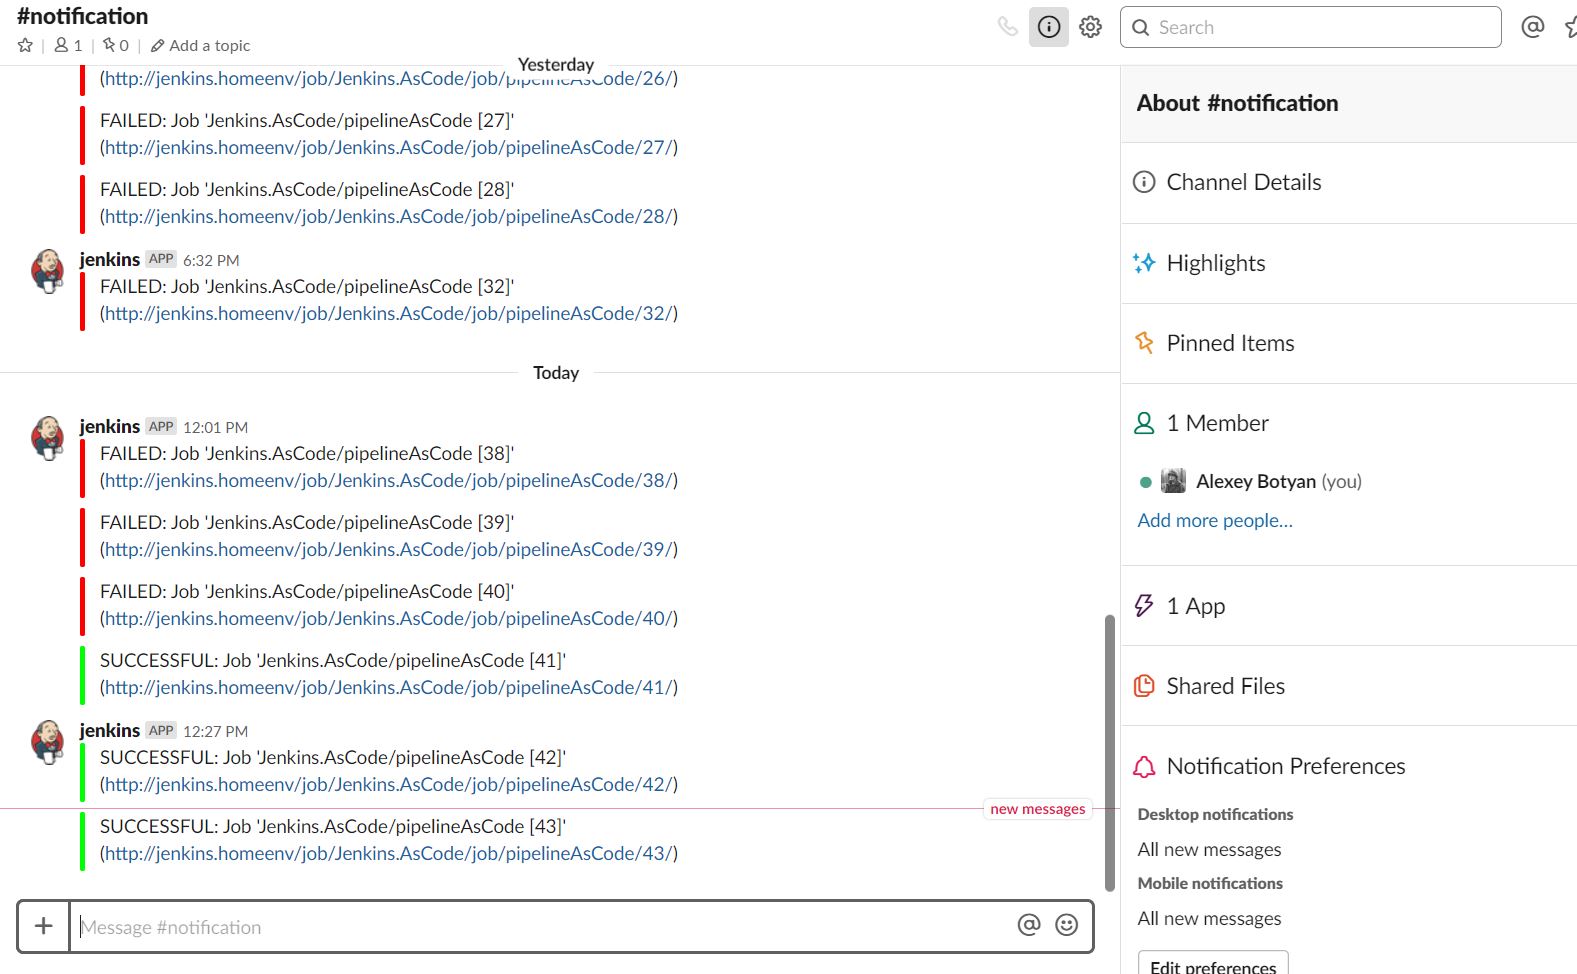 #notification
1
0
Add a topic
Search
Yesterday
(http://jenkins.homeenv/job/Jenkins.AsCode/job/pipelineAsCode/26/)
FAILED: Job 'Jenkins.AsCode/pipelineAsCode [27]'
(http://jenkins.homeenv/job/Jenkins.AsCode/job/pipelineAsCode/27/)
FAILED: Job 'Jenkins.AsCode/pipelineAsCode [28]'
(http://jenkins.homeenv/job/Jenkins.AsCode/job/pipelineAsCode/28/)
jenkins APP 6:32 PM
FAILED: Job 'Jenkins.AsCode/pipelineAsCode [32]'
(http://jenkins.homeenv/job/Jenkins.AsCode/job/pipelineAsCode/32/)
Today
jenkins APP 12:01 PM
FAILED: Job 'Jenkins.AsCode/pipelineAsCode [38]'
(http://jenkins.homeenv/job/Jenkins.AsCode/job/pipelineAsCode/38/)
FAILED: Job 'Jenkins.AsCode/pipelineAsCode [39]'
(http://jenkins.homeenv/job/Jenkins.AsCode/job/pipelineAsCode/39/)
FAILED: Job 'Jenkins.AsCode/pipelineAsCode [40]'
(http://jenkins.homeenv/job/Jenkins.AsCode/job/pipelineAsCode/40/)
SUCCESSFUL: Job 'Jenkins.AsCode/pipelineAsCode [41]'
(http://jenkins.homeenv/job/Jenkins.AsCode/job/pipelineAsCode/41/)
jenkins APP 12:27 PM
SUCCESSFUL: Job 'Jenkins.AsCode/pipelineAsCode [42]'
(http://jenkins.homeenv/job/Jenkins.AsCode/job/pipelineAsCode/42/)
new messages
SUCCESSFUL: Job 'Jenkins.AsCode/pipelineAsCode [43]'
(http://jenkins.homeenv/job/Jenkins.AsCode/job/pipelineAsCode/43/)
Message #notification
About #notification
Channel Details
Highlights
Pinned Items
1 Member
Alexey Botyan (you)
Add more people...
1 App
Shared Files
Notification Preferences
Desktop notifications
All new messages
Mobile notifications
All new messages
Edit preferences